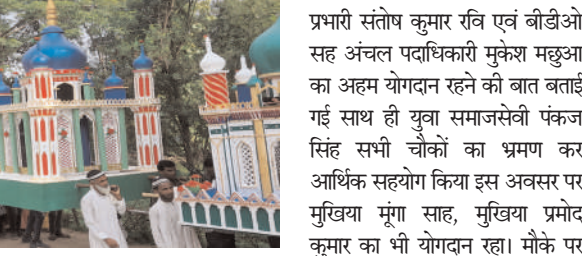 प्रभारी संतोष कुमार रवि एवं बीडीओ
सह अंचल पदाधिकारी मुकेश मछुआ
का अहम योगदान रहने की बात बताई
गई साथ ही युवा समाजसेवी पंकज
सिंह सभी चौकों का भ्रमण कर
आर्थिक सहयोग किया इस अवसर पर
मुखिया मूंगा साह, मुखिया प्रमोद
कुमार का भी योगदान रहा। मौके पर